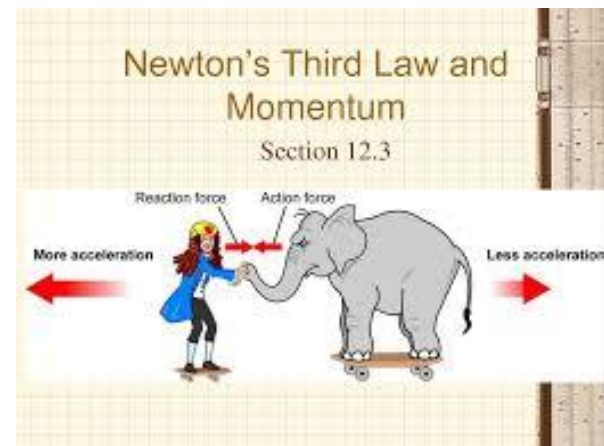 Newton's Third Law and
Momentum
Section 12.3
Reaction force Action force
More acceleration
Less acceleration